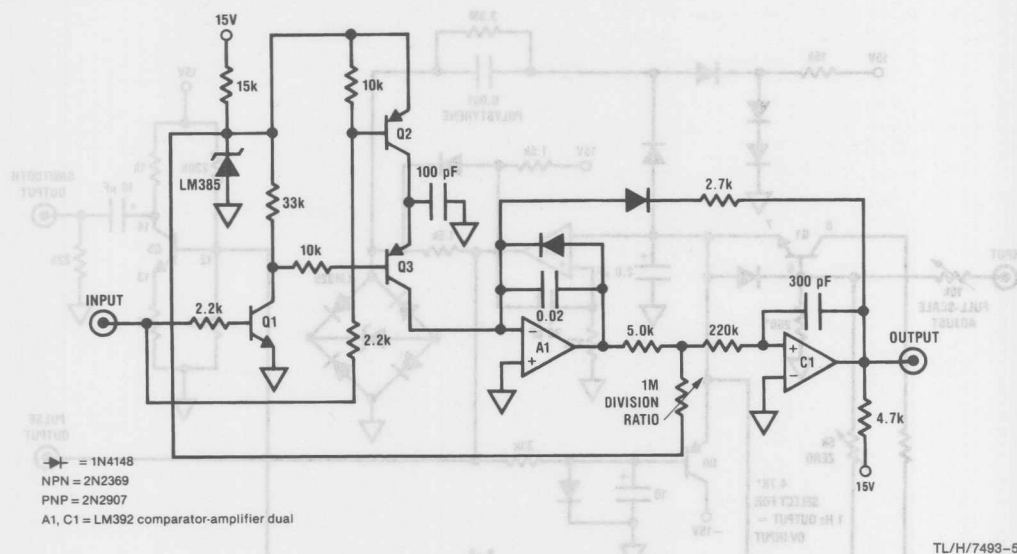 15V
15k
10k
Q2
LM385
100 pF
33k
2.7k
10k
Q3
300 pF
INPUT
2.2k
Q1
0.02
2.2k
A1
5.0k
220k
C1
OUTPUT
1M
DIVISION
RATIO
4.7k
15V
= 1N4148
NPN = 2N2369
PNP = 2N2907
A1, C1 = LM392 comparator-amplifier dual
TL/H/7493-5